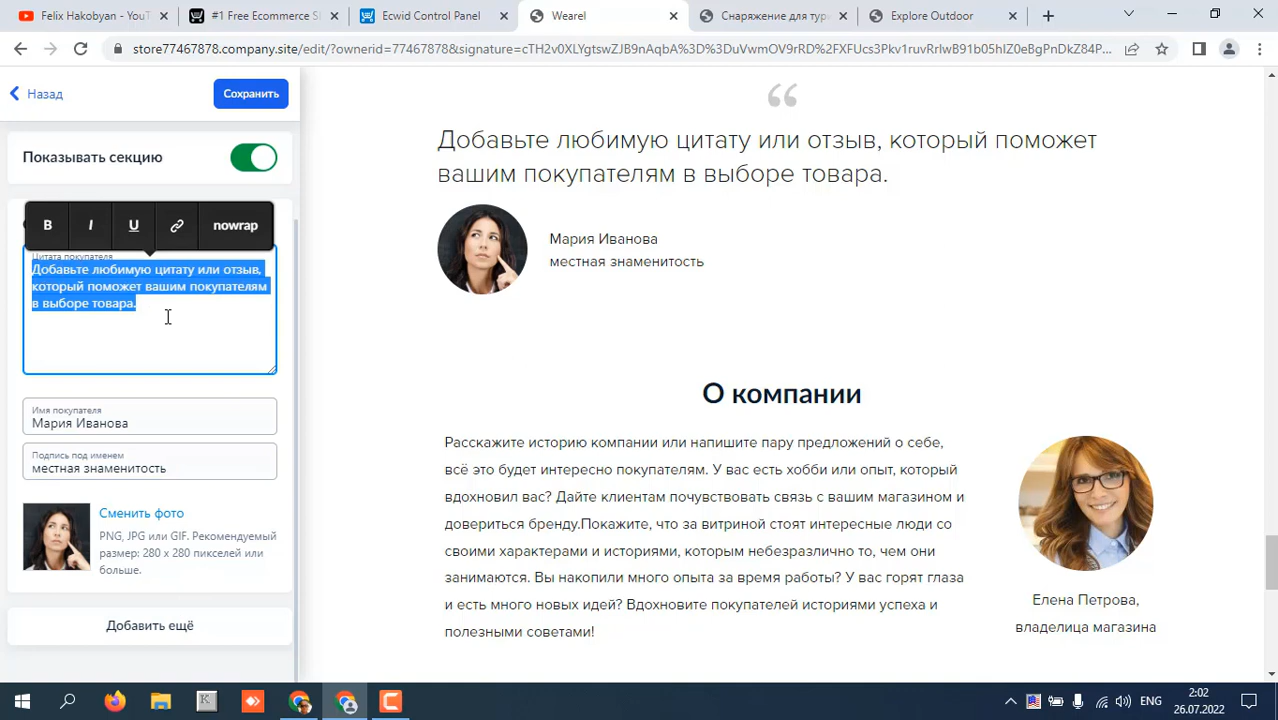 Felix Hakobyan - YouT
#1 Free Ecommerce S
Ecwid Control Panel
Wearel
Снаряжение для тур
Explore Outdoor
store77467878.company.site/edit/?ownerid=77467878&signature=cTH2v0XLYgtswZJB9nAqbA%3D%3DuVwmOV9rRD%2FXFUcs3Pkv1ruvRrIwB91b05hIZ0eBgPnDkZ84P...
Назад
Сохранить
Показывать секцию
B I U nowrap
Цитата покупателя
Добавьте любимую цитату или отзыв,
который поможет вашим покупателям
в выборе товара.
Имя покупателя
Мария Иванова
Подпись под именем
местная знаменитость
Сменить фото
PNG, JPG или GIF. Рекомендуемый
размер: 280 x 280 пикселей или
больше.
Добавить ещё
“
Добавьте любимую цитату или отзыв, который поможет
вашим покупателям в выборе товара.
Мария Иванова
местная знаменитость
О компании
Расскажите историю компании или напишите пару предложений о себе,
всё это будет интересно покупателям. У вас есть хобби или опыт, который
вдохновил вас? Дайте клиентам почувствовать связь с вашим магазином и
довериться бренду.Покажите, что за витриной стоят интересные люди со
своими характерами и историями, которым небезразлично то, чем они
занимаются. Вы накопили много опыта за время работы? У вас горят глаза
и есть много новых идей? Вдохновите покупателей историями успеха и
полезными советами!
Елена Петрова,
владелица магазина
ENG
2:02
26.07.2022